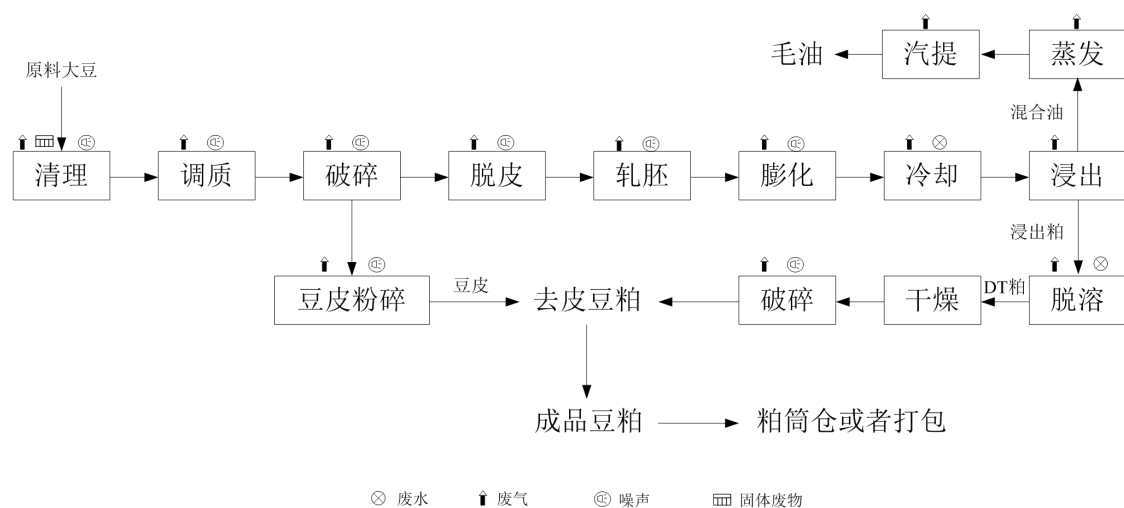 毛油
汽提
蒸发
原料大豆
混合油
清理
调质
破碎
脱皮
轧胚
膨化
冷却
浸出
浸出粕
豆皮粉碎
豆皮
去皮豆粕
破碎
干燥
DT粕
脱溶
成品豆粕
粕筒仓或者打包
废水
废气
噪声
固体废物